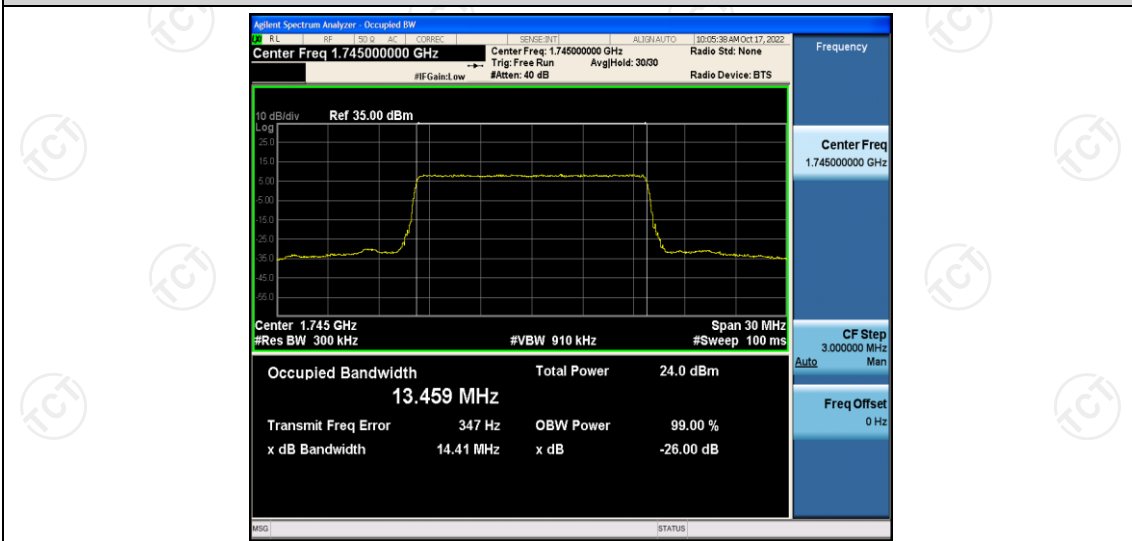 Agilent Spectrum Analyzer - Occupied BW
RL RF 50 Ω AC CORREC SENSE:INT ALIGN AUTO 10:05:38 AM Oct 17, 2022
Center Freq 1.745000000 GHz
Center Freq: 1.745000000 GHz
Radio Std: None
Trig: Free Run Avg|Hold: 30/30
#IFGain:Low #Atten: 40 dB Radio Device: BTS
10 dB/div Ref 35.00 dBm
Log
25.0
15.0
5.00
-5.00
-15.0
-25.0
-35.0
-45.0
-55.0
Center 1.745 GHz Span 30 MHz
#Res BW 300 kHz #VBW 910 kHz #Sweep 100 ms
Occupied Bandwidth Total Power 24.0 dBm
13.459 MHz
Transmit Freq Error 347 Hz OBW Power 99.00 %
x dB Bandwidth 14.41 MHz x dB -26.00 dB
MSG STATUS
Frequency
Center Freq
1.745000000 GHz
CF Step
3.000000 MHz
Auto Man
Freq Offset
0 Hz
TCT
TCT
TCT
TCT
TCT
TCT